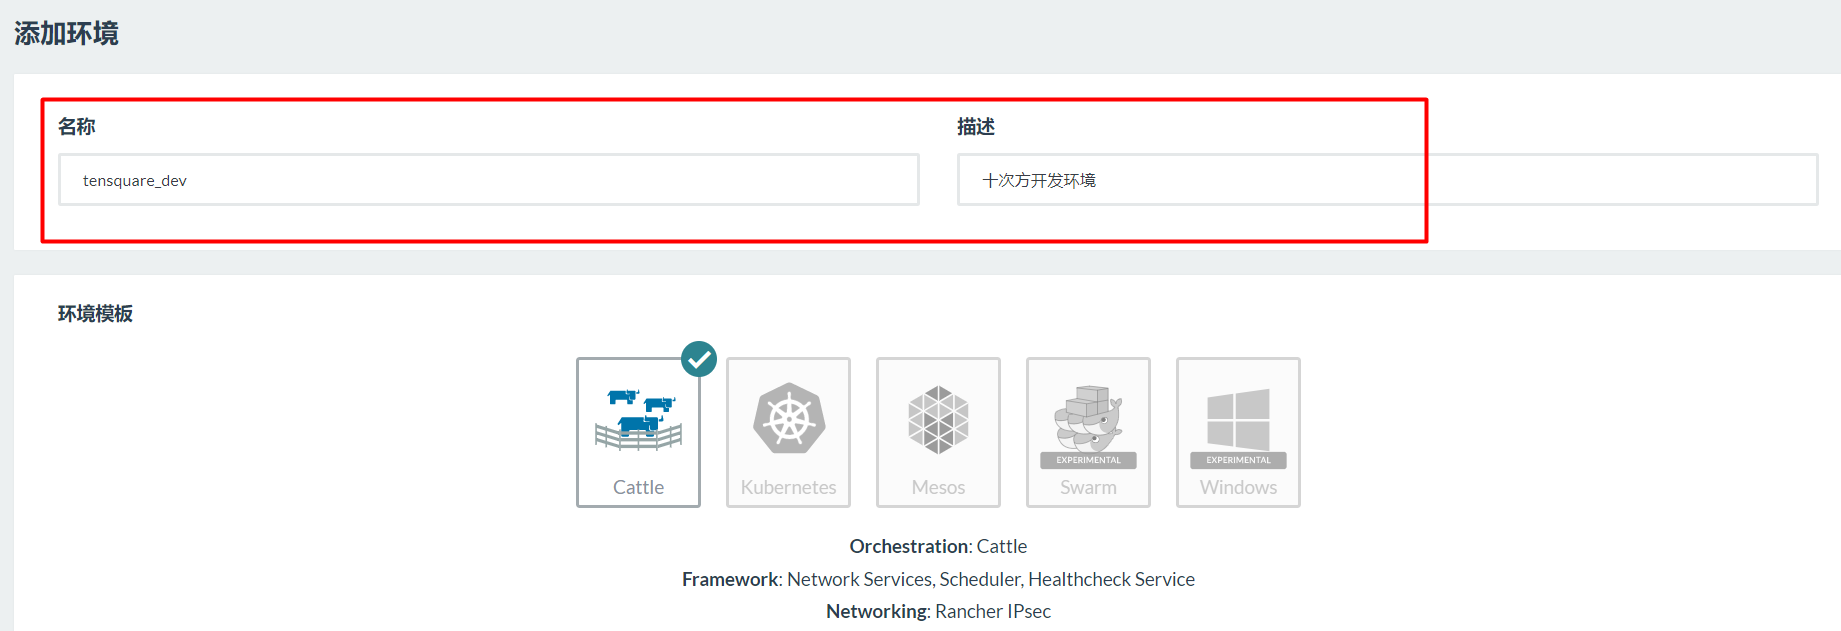 添加环境
名称
描述
tensquare_dev
十次方开发环境
环境模板
EXPERIMENTAL
EXPERIMENTAL
Cattle
Kubernetes
Mesos
Swarm
Windows
Orchestration: Cattle
Framework: Network Services, Scheduler, Healthcheck Service
Networking: Rancher IPsec